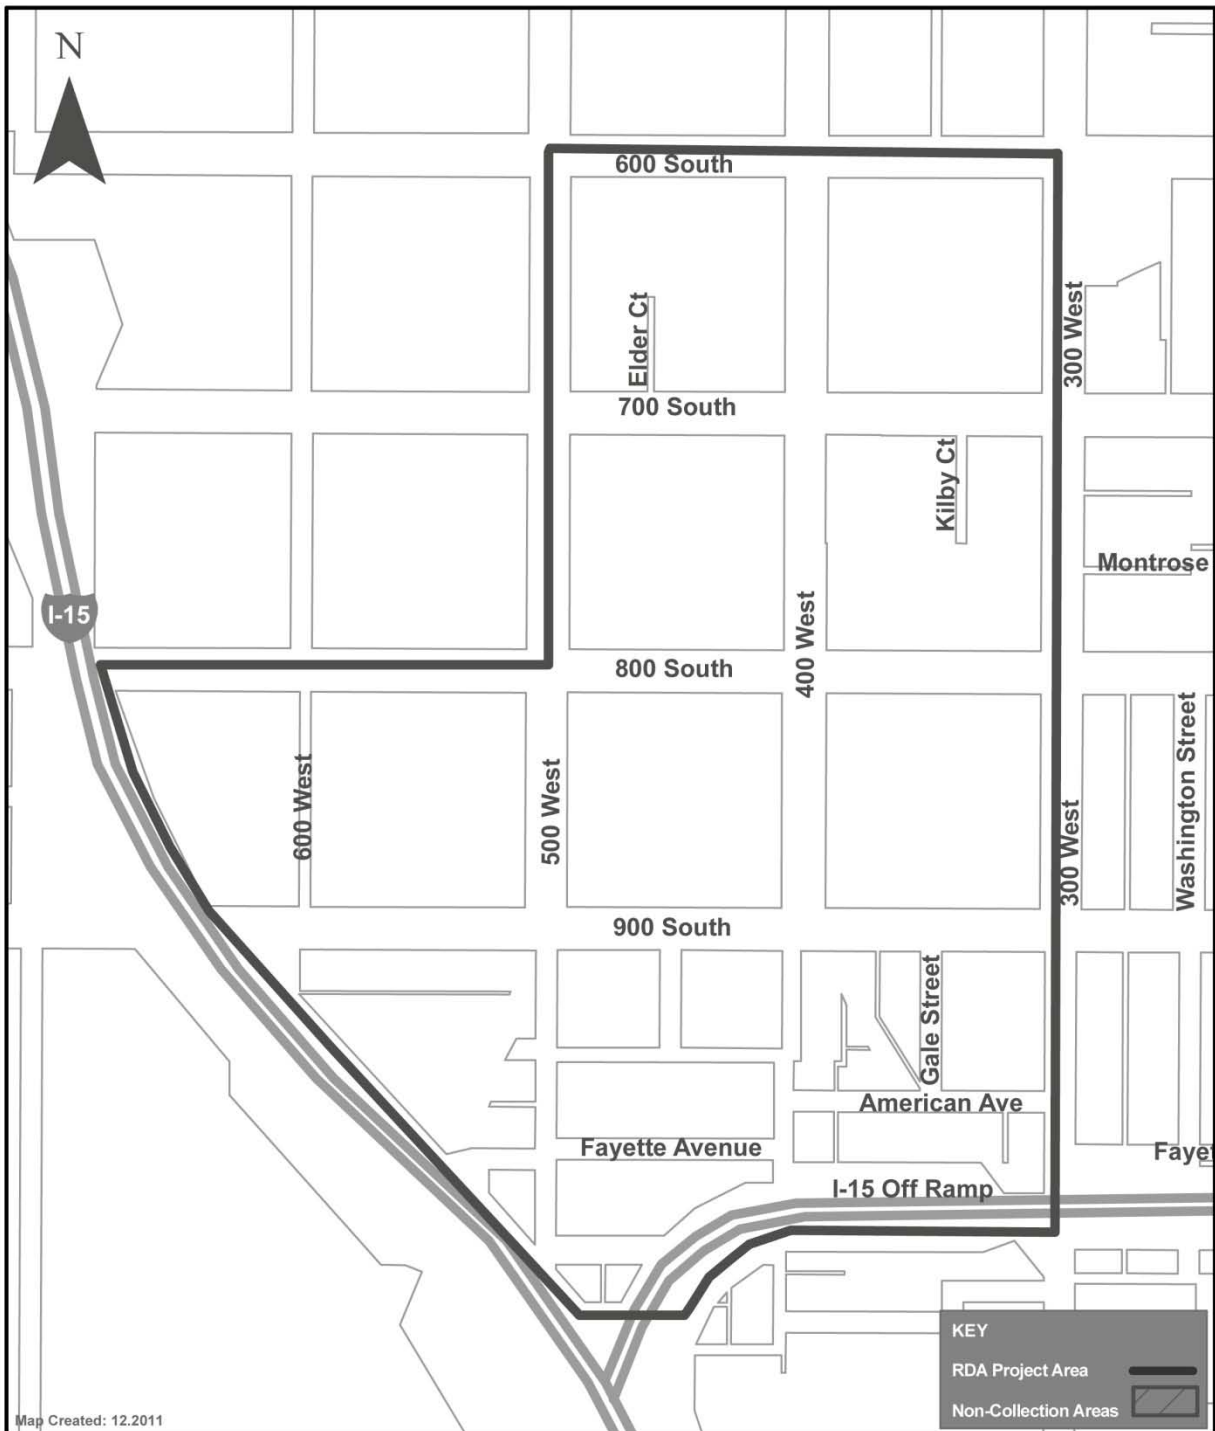 N
600 South
Elder Ct
300 West
700 South
Kilby Ct
Montrose
I-15
400 West
800 South
Washington Street
600 West
500 West
300 West
900 South
Gale Street
American Ave
Fayette Avenue
Fayet
I-15 Off Ramp
KEY
RDA Project Area
Non-Collection Areas
Map Created: 12.2011